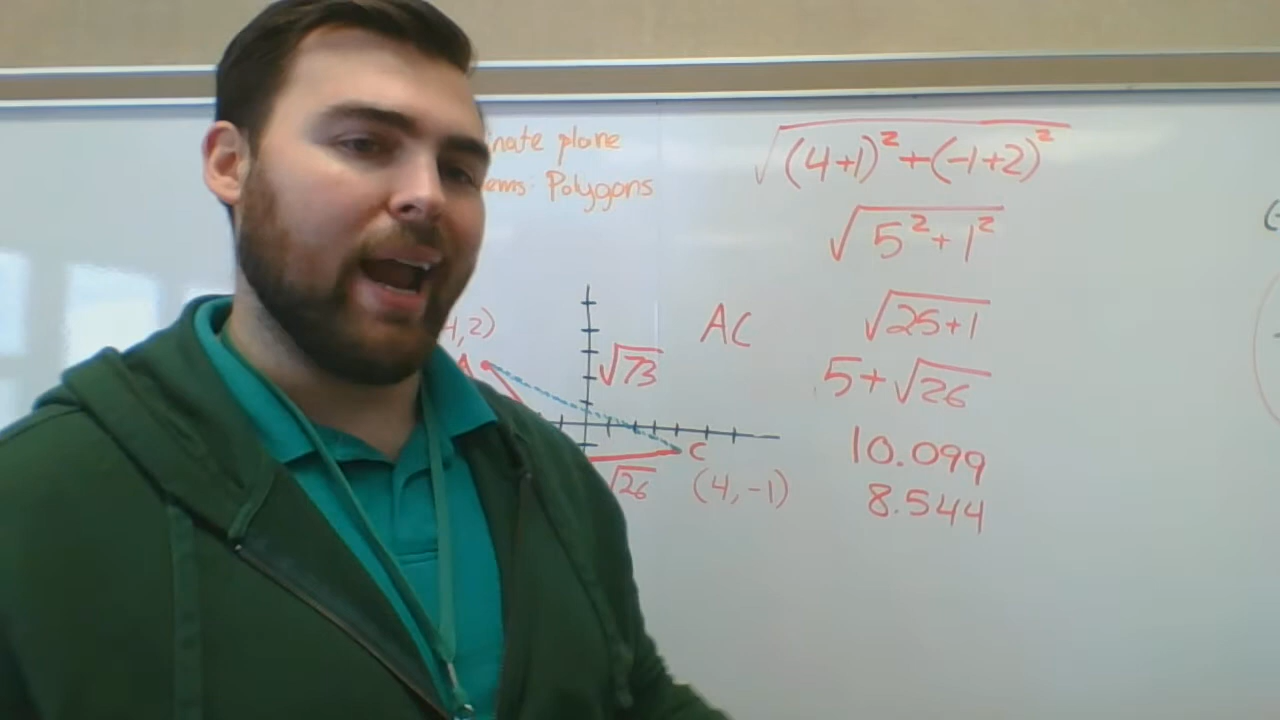 inate plane
ems: Polygons
√(4+1)²+(-1+2)²
√5²+1²
√25+1
5+√26
10.099
8.544
4,2)
A
AC
√73
C
√26
(4,-1)